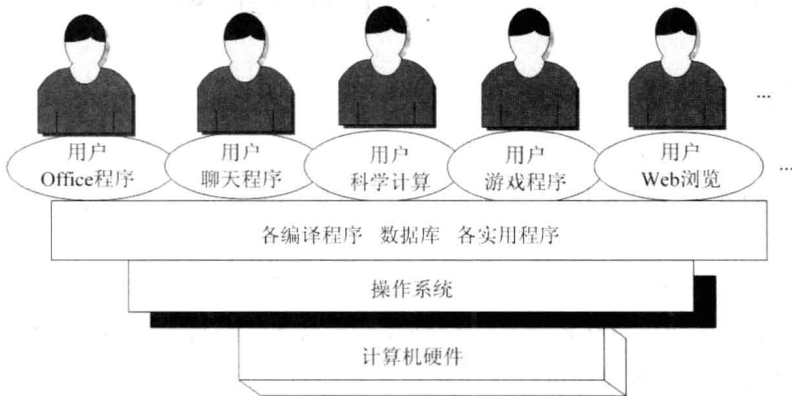 用户
Office程序
用户
聊天程序
用户
科学计算
用户
游戏程序
用户
Web浏览
...
...
各编译程序 数据库 各实用程序
操作系统
计算机硬件